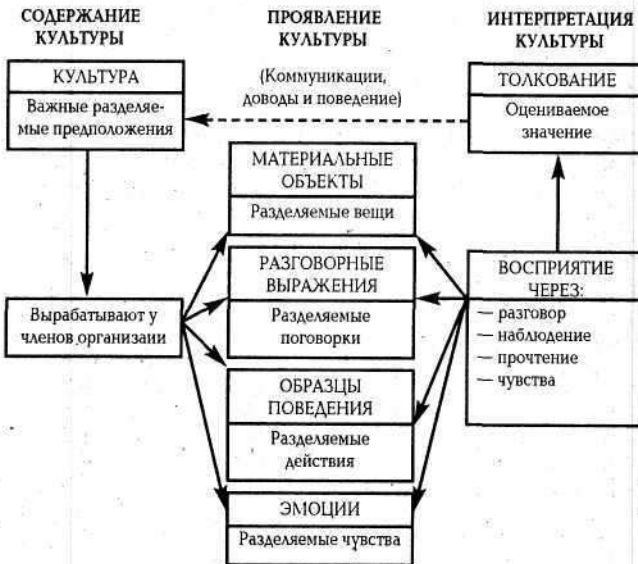 СОДЕРЖАНИЕ
КУЛЬТУРЫ
ПРОЯВЛЕНИЕ
КУЛЬТУРЫ
ИНТЕРПРЕТАЦИЯ
КУЛЬТУРЫ
КУЛЬТУРА
Важные разделяе-
мые предположения
(Коммуникации,
доводы и поведение)
ТОЛКОВАНИЕ
Оцениваемое
значение
МАТЕРИАЛЬНЫЕ
ОБЪЕКТЫ
Разделяемые вещи
РАЗГОВОРНЫЕ
ВЫРАЖЕНИЯ
Разделяемые
поговорки
Вырабатывают у
членов организаии
ВОСПРИЯТИЕ
ЧЕРЕЗ:
— разговор
— наблюдение
— прочтение
— чувства
ОБРАЗЦЫ
ПОВЕДЕНИЯ
Разделяемые
действия
ЭМОЦИИ
Разделяемые чувства